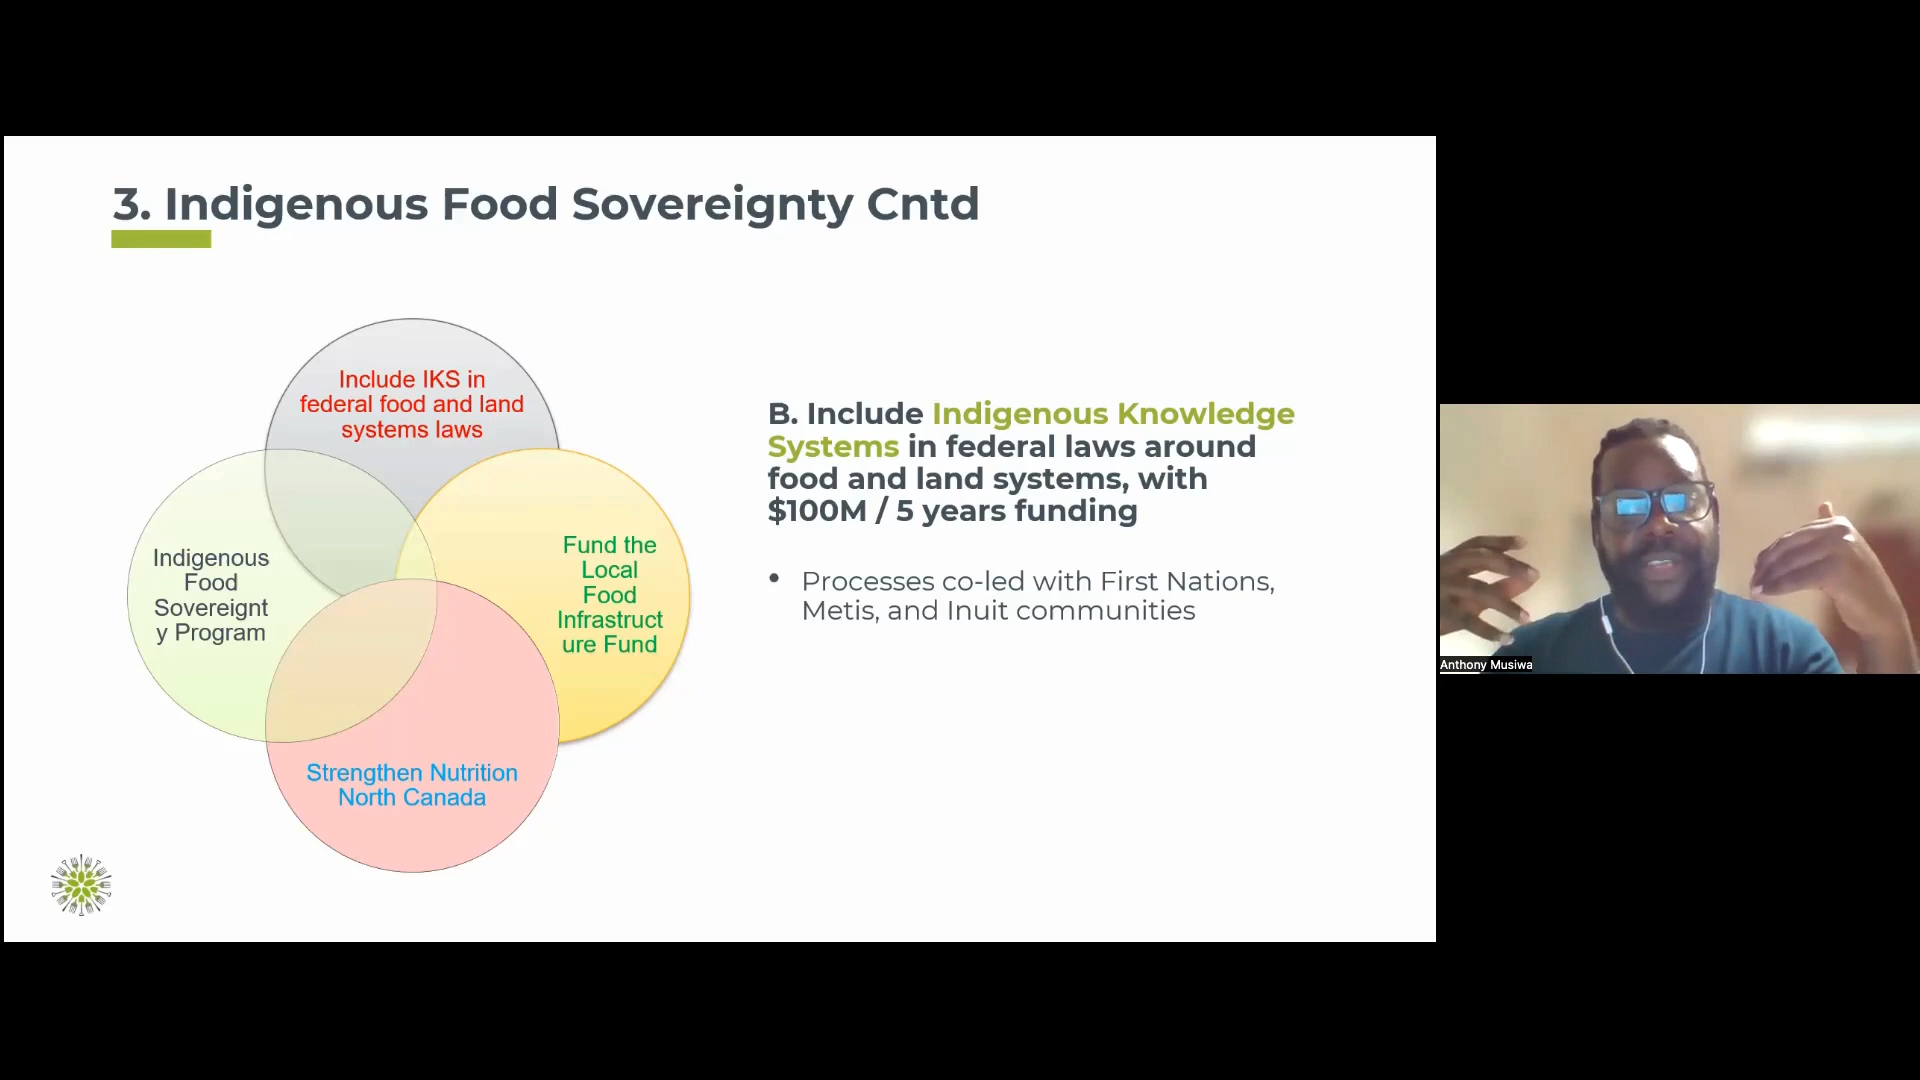 3. Indigenous Food Sovereignty Cntd
Include IKS in
federal food and land
systems laws
Indigenous
Food
Sovereignt
y Program
Fund the
Local
Food
Infrastruct
ure Fund
Strengthen Nutrition
North Canada
B. Include Indigenous Knowledge
Systems in federal laws around
food and land systems, with
$100M / 5 years funding
• Processes co-led with First Nations,
Metis, and Inuit communities
Anthony Musiwa